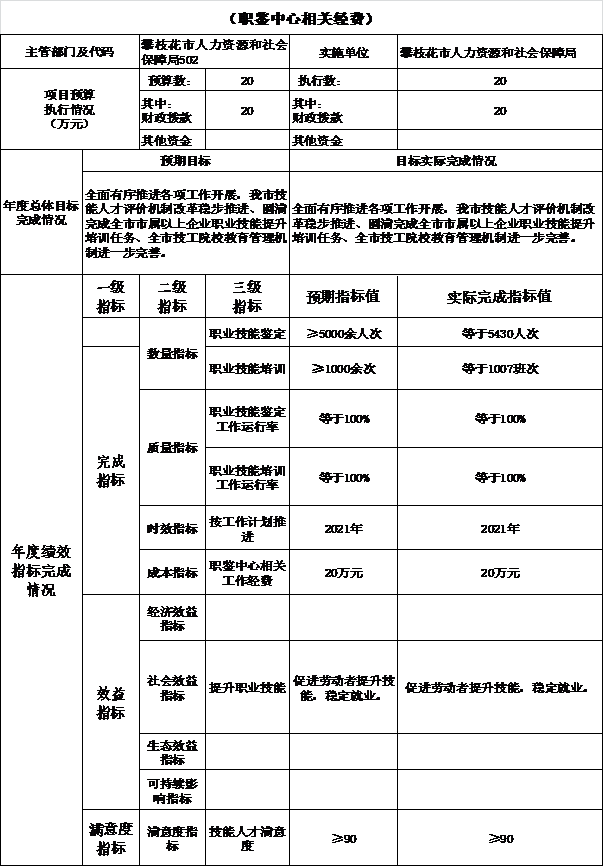 （职鉴中心相关经费）
主管部门及代码
攀枝花市人力资源和社会
保障局502
实施单位
攀枝花市人力资源和社会保障局
项目预算
执行情况
（万元）
预算数：
20
执行数：
20
其中：
财政拨款
20
其中：
财政拨款
20
其他资金
其他资金
年度总体目标
完成情况
预期目标
目标实际完成情况
全面有序推进各项工作开展，我市技
能人才评价机制改革稳步推进、圆满
完成全市市属以上企业职业技能提升
培训任务、全市技工院校教育管理机
制进一步完善。
全面有序推进各项工作开展，我市技能人才评价机制改
革稳步推进、圆满完成全市市属以上企业职业技能提升
培训任务、全市技工院校教育管理机制进一步完善。
年度绩效
指标完成
情况
一级
指标
二级
指标
三级
指标
预期指标值
实际完成指标值
完成
指标
数量指标
职业技能鉴定
≥5000余人次
等于5430人次
职业技能培训
≥1000余次
等于1007班次
质量指标
职业技能鉴定
工作运行率
等于100%
等于100%
职业技能培训
工作运行率
等于100%
等于100%
时效指标
按工作计划推
进
2021年
2021年
成本指标
职鉴中心相关
工作经费
20万元
20万元
效益
指标
经济效益
指标
社会效益
指标
提升职业技能
促进劳动者提升技
能，稳定就业。
促进劳动者提升技能，稳定就业。
生态效益
指标
可持续影
响指标
满意度
指标
满意度指
标
技能人才满意
度
≥90
≥90